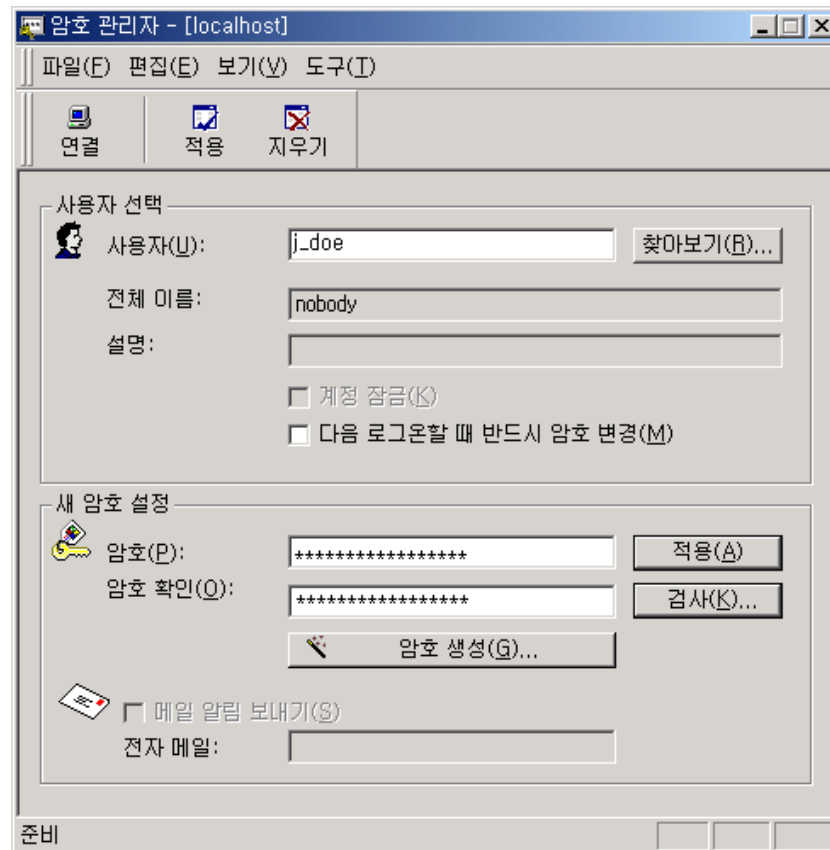 암호 관리자 - [localhost]
파일(F) 편집(E) 보기(V) 도구(T)
연결 적용 지우기
사용자 선택
사용자(U): j_doe 찾아보기(R)...
전체 이름: nobody
설명:
계정 잠금(K)
다음 로그온할 때 반드시 암호 변경(M)
새 암호 설정
암호(P): ***************** 적용(A)
암호 확인(O): ***************** 검사(K)...
암호 생성(G)...
메일 알림 보내기(S)
전자 메일:
준비